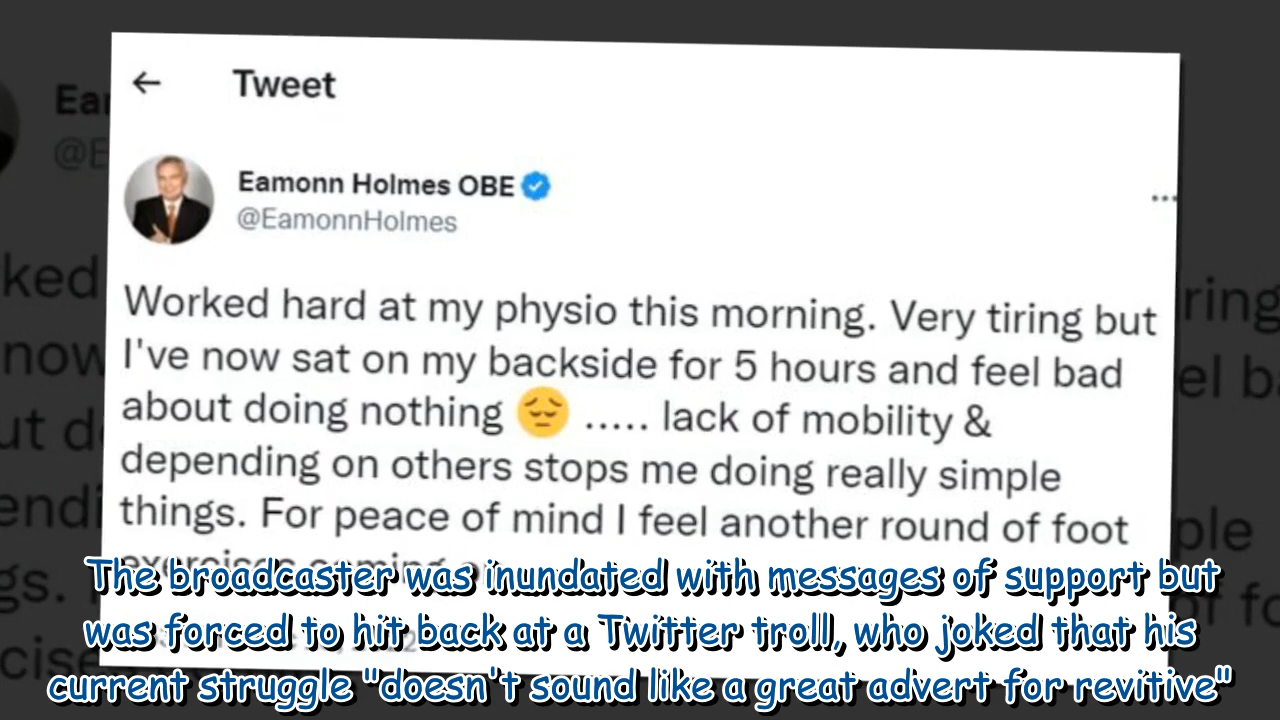 Tweet
Eamonn Holmes OBE
@EamonnHolmes
Worked hard at my physio this morning. Very tiring but
I've now sat on my backside for 5 hours and feel bad
about doing nothing 😔 ..... lack of mobility &
depending on others stops me doing really simple
things. For peace of mind I feel another round of foot
exercises coming
The broadcaster was inundated with messages of support but
was forced to hit back at a Twitter troll, who joked that his
current struggle "doesn't sound like a great advert for revitive"